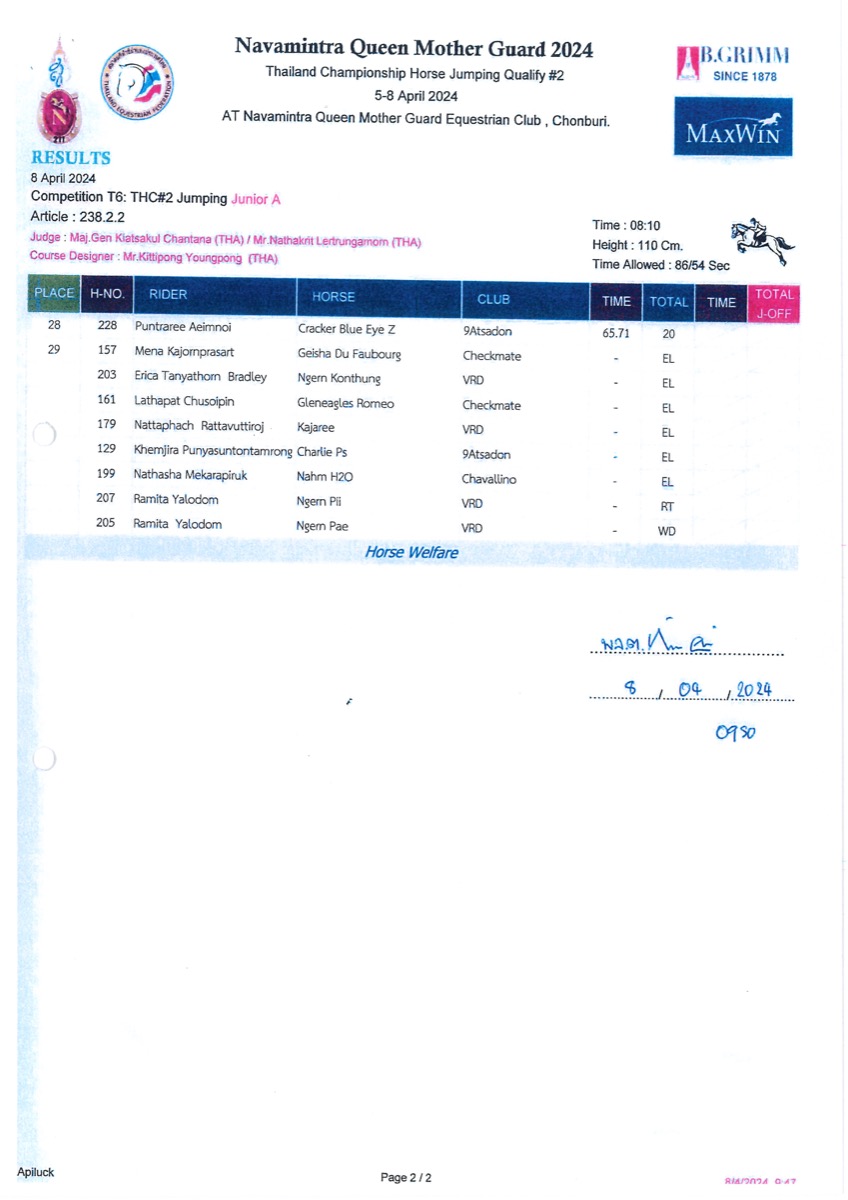 Navamintra Queen Mother Guard 2024
Thailand Championship Horse Jumping Qualify #2
5-8 April 2024
AT Navamintra Queen Mother Guard Equestrian Club , Chonburi.
THAILAND EQUESTRIAN FEDERATION
B.GRIMM
SINCE 1878
MAXWIN
RESULTS
8 April 2024
Competition T6: THC#2 Jumping Junior A
Article : 238.2.2
Judge : Maj.Gen Kiatsakul Chantana (THA) / Mr.Nathakrit Lertrungamorn (THA)
Course Designer : Mr.Kittipong Youngpong (THA)
Time : 08:10
Height : 110 Cm.
Time Allowed : 86/54 Sec
PLACE H-NO. RIDER HORSE CLUB TIME TOTAL TIME TOTAL J-OFF
28 228 Puntraree Aeimnoi Cracker Blue Eye Z 9Atsadon 65.71 20
29 157 Mena Kajornprasart Geisha Du Faubourg Checkmate - EL
203 Erica Tanyathorn Bradley Ngern Konthung VRD - EL
161 Lathapat Chusoipin Gleneagles Romeo Checkmate - EL
179 Nattaphach Rattavuttiroj Kajaree VRD - EL
129 Khemjira Punyasuntontamrong Charlie Ps 9Atsadon - EL
199 Nathasha Mekarapiruk Nahm H2O Chavallino - EL
207 Ramita Yalodom Ngern Pii VRD - RT
205 Ramita Yalodom Ngern Pae VRD - WD
Horse Welfare
8 , 04 , 2024
Apiluck
Page 2 / 2
8/4/2024 9:47